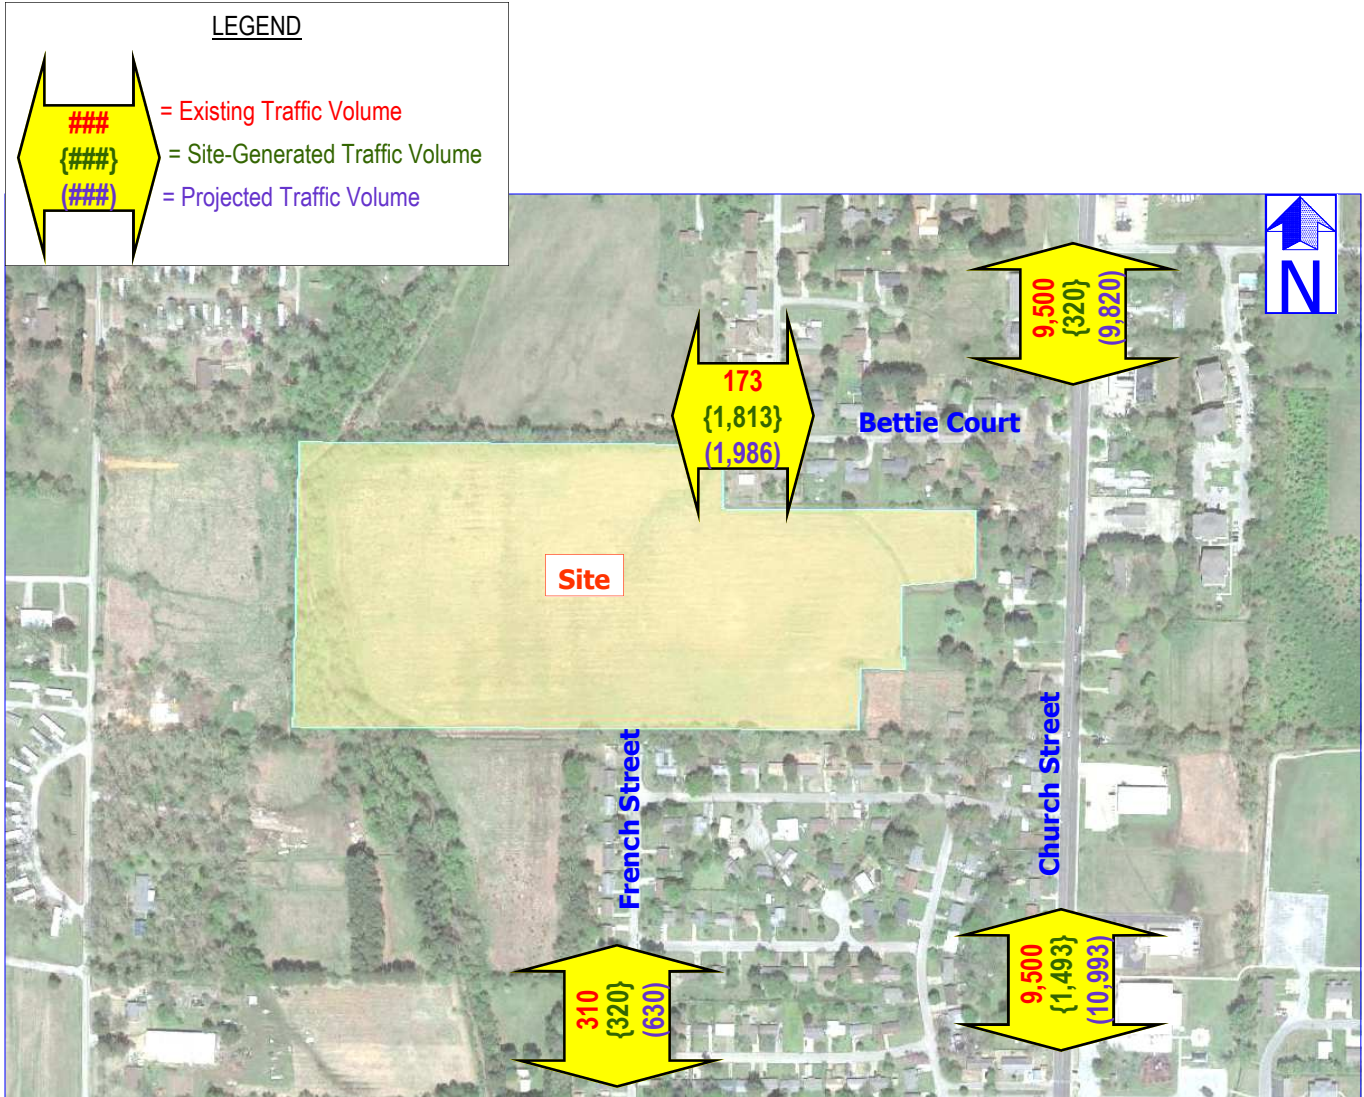 LEGEND
###
{###}
(###)
= Existing Traffic Volume
= Site-Generated Traffic Volume
= Projected Traffic Volume
N
9,500
{320}
(9,820)
173
{1,813}
(1,986)
Bettie Court
Site
French Street
Church Street
310
{320}
(630)
9,500
{1,493}
(10,993)